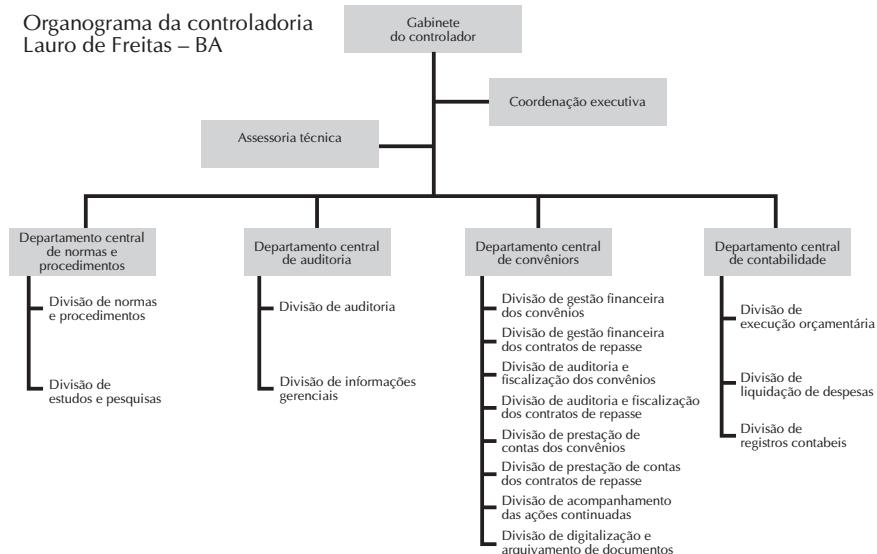 Organograma da controladoria
Lauro de Freitas – BA
Gabinete
do controlador
Coordenação executiva
Assessoria técnica
Departamento central
de normas e
procedimentos
Divisão de normas
e procedimentos
Divisão de
estudos e pesquisas
Departamento central
de auditoria
Divisão de auditoria
Divisão de informações
gerenciais
Departamento central
de convêniors
Divisão de gestão financeira
dos convênios
Divisão de gestão financeira
dos contratos de repasse
Divisão de auditoria e
fiscalização dos convênios
Divisão de auditoria e fiscalização
dos contratos de repasse
Divisão de prestação de
contas dos convênios
Divisão de prestação de contas
dos contratos de repasse
Divisão de acompanhamento
das ações continuadas
Divisão de digitalização e
arquivamento de documentos
Departamento central
de contabilidade
Divisão de
execução orçamentária
Divisão de
liquidação de despesas
Divisão de
registros contabeis